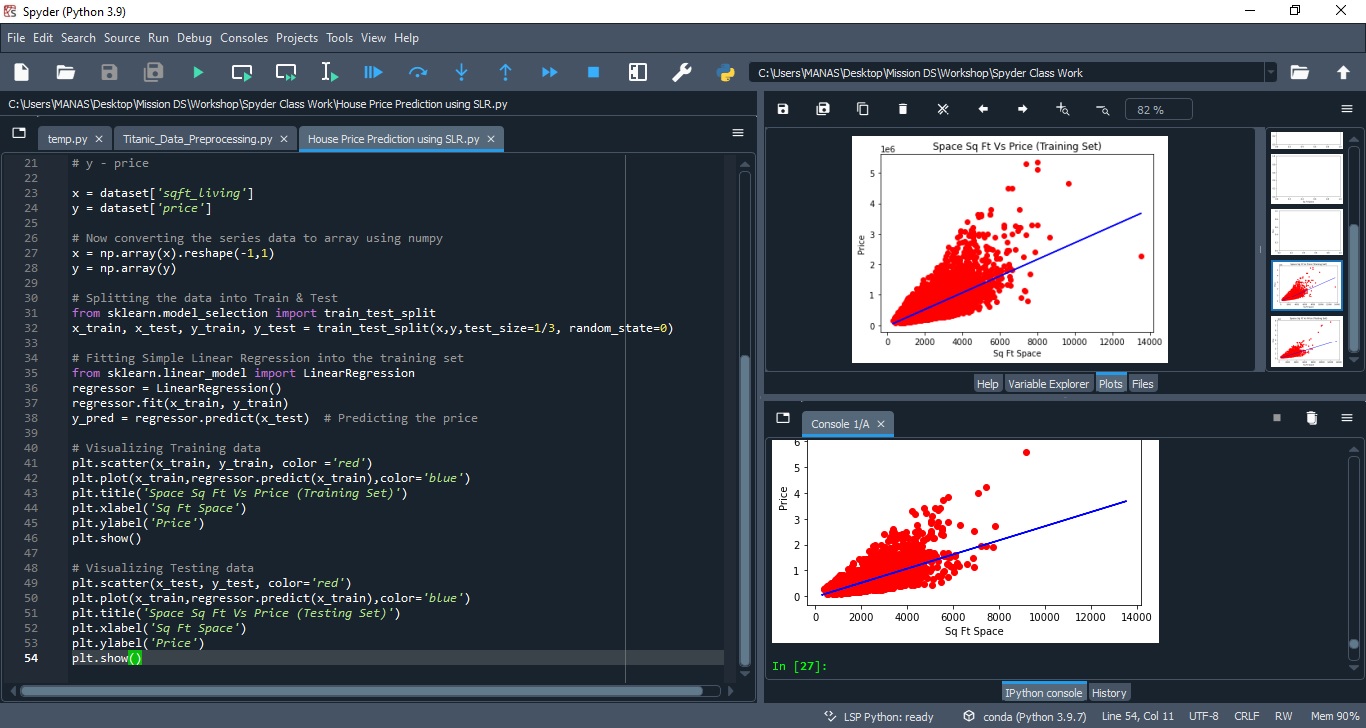 Spyder (Python 3.9)
File Edit Search Source Run Debug Consoles Projects Tools View Help
C:\Users\MANAS\Desktop\Mission DS\Workshop\Spyder Class Work
C:\Users\MANAS\Desktop\Mission DS\Workshop\Spyder Class Work\House Price Prediction using SLR.py
temp.py
Titanic_Data_Preprocessing.py
House Price Prediction using SLR.py
21 # y - price
22
23 x = dataset['sqft_living']
24 y = dataset['price']
25
26 # Now converting the series data to array using numpy
27 x = np.array(x).reshape(-1,1)
28 y = np.array(y)
29
30 # Splitting the data into Train & Test
31 from sklearn.model_selection import train_test_split
32 x_train, x_test, y_train, y_test = train_test_split(x,y,test_size=1/3, random_state=0)
33
34 # Fitting Simple Linear Regression into the training set
35 from sklearn.linear_model import LinearRegression
36 regressor = LinearRegression()
37 regressor.fit(x_train, y_train)
38 y_pred = regressor.predict(x_test)  # Predicting the price
39
40 # Visualizing Training data
41 plt.scatter(x_train, y_train, color ='red')
42 plt.plot(x_train,regressor.predict(x_train),color='blue')
43 plt.title('Space Sq Ft Vs Price (Training Set)')
44 plt.xlabel('Sq Ft Space')
45 plt.ylabel('Price')
46 plt.show()
47
48 # Visualizing Testing data
49 plt.scatter(x_test, y_test, color='red')
50 plt.plot(x_train,regressor.predict(x_train),color='blue')
51 plt.title('Space Sq Ft Vs Price (Testing Set)')
52 plt.xlabel('Sq Ft Space')
53 plt.ylabel('Price')
54 plt.show()
82 %
Space Sq Ft Vs Price (Training Set)
1e6
5
4
3
2
1
0
Price
0 2000 4000 6000 8000 10000 12000 14000
Sq Ft Space
Help Variable Explorer Plots Files
Console 1/A
6
5
4
3
2
1
0
Price
0 2000 4000 6000 8000 10000 12000 14000
Sq Ft Space
In [27]:
IPython console History
LSP Python: ready conda (Python 3.9.7) Line 54, Col 11 UTF-8 CRLF RW Mem 90%